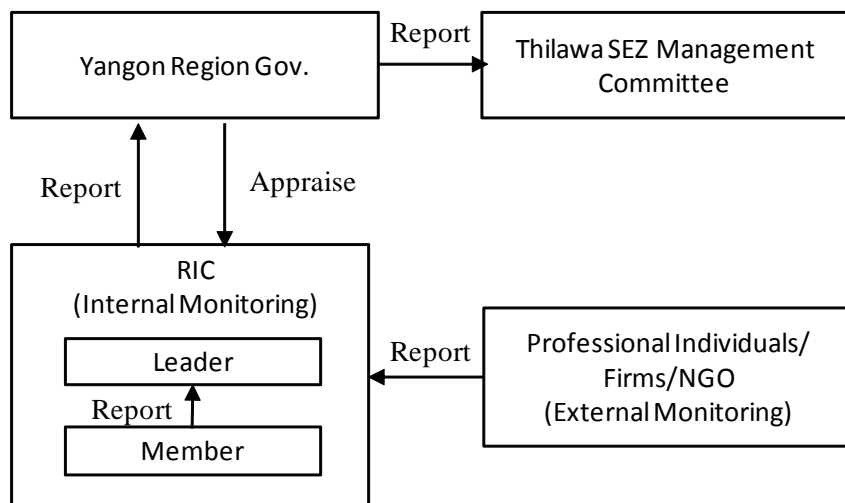 Yangon Region Gov.
Report
Thilawa SEZ Management
Committee
Report
Appraise
RIC
(Internal Monitoring)
Leader
Report
Member
Report
Professional Individuals/
Firms/NGO
(External Monitoring)